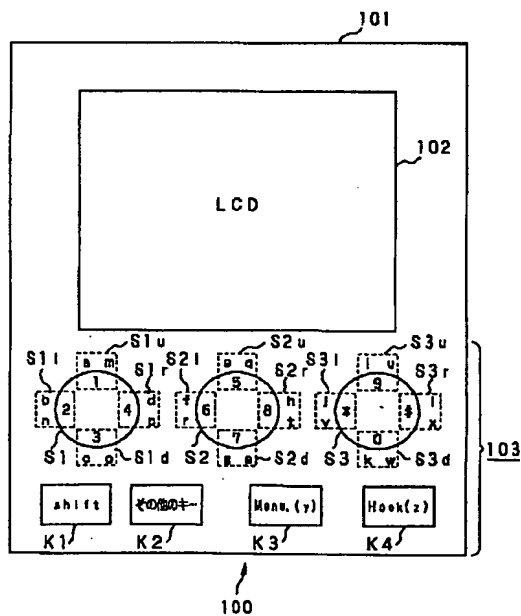 101
102
LCD
S1u S2u S3u
S1l a m S1r S2l e q S2r S3l i u S3r
1 5 9
b 2 4 d f 6 8 h j * # l
n p r t v x
3 7 0
S1 c o S1d S2 g s S2d S3 k w S3d
103
shift その他のキー Menu.(y) Hook(z)
K1 K2 K3 K4
100